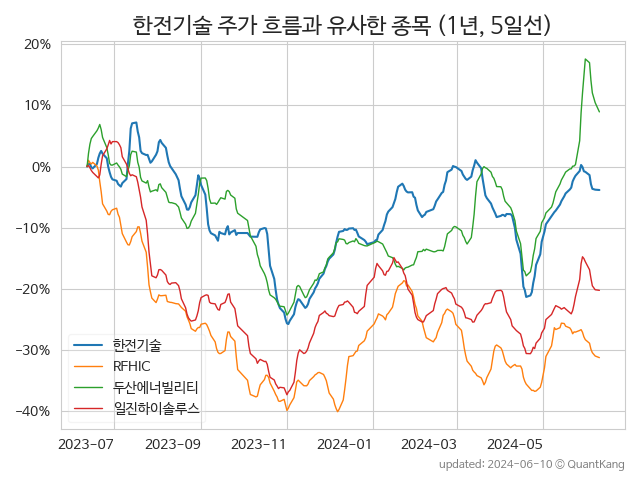 한전기술 주가 흐름과 유사한 종목 (1년, 5일선)
20%
10%
0%
-10%
-20%
-30%
-40%
한전기술
RFHIC
두산에너빌리티
일진하이솔루스
2023-07 2023-09 2023-11 2024-01 2024-03 2024-05
updated: 2024-06-10 © QuantKang